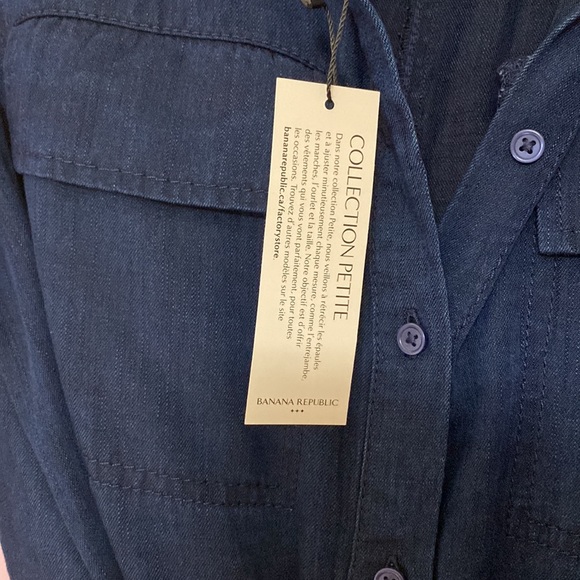 COLLECTION PETITE
Dans notre collection Petite, nous veillons à rétrécir les épaules
et à ajuster minutieusement chaque mesure, comme l'entrejambe,
les manches, l'ourlet et la taille. Notre objectif est d'offrir
des vêtements qui vous vont parfaitement, pour toutes
les occasions. Trouvez d'autres modèles sur le site
bananarepublic.ca/factorystore.
BANANA REPUBLIC